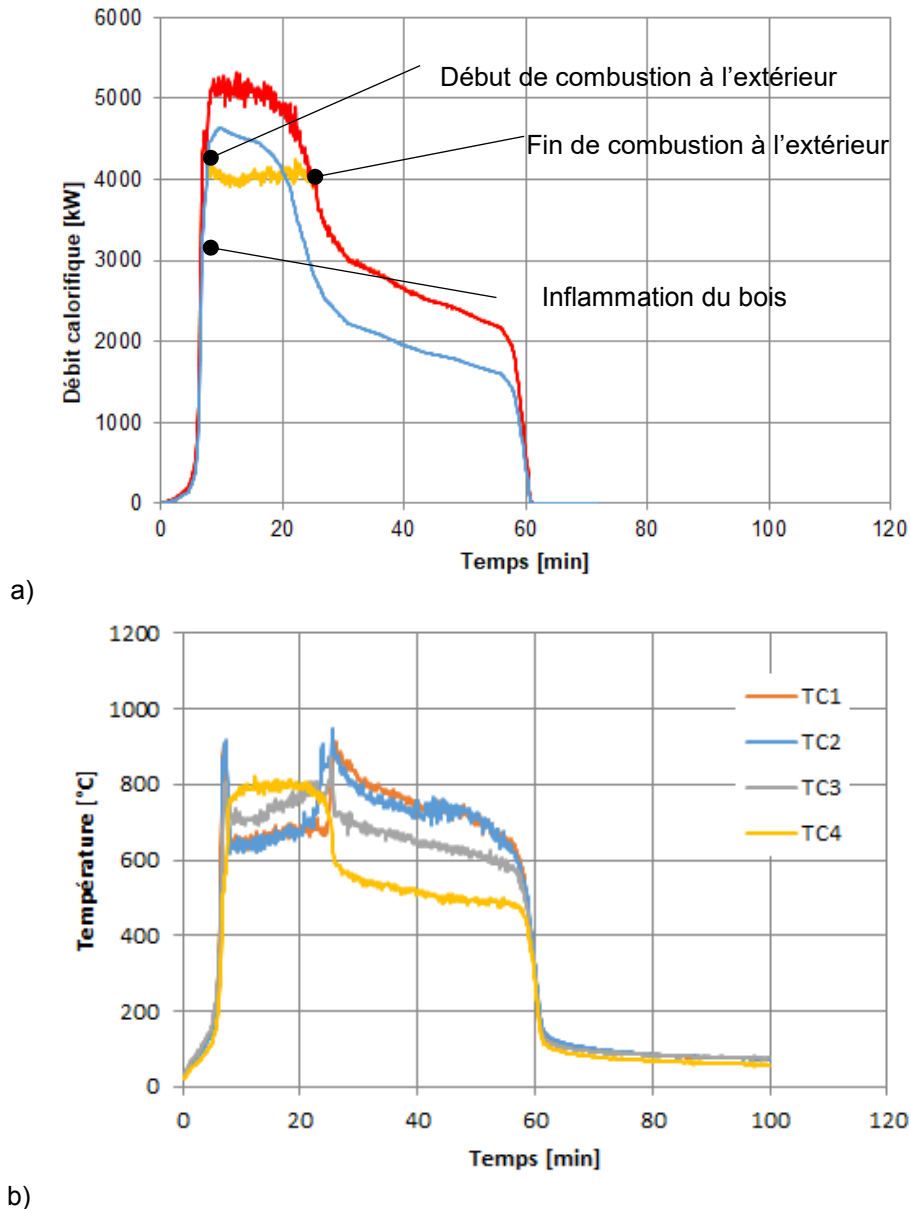 6000
5000
4000
3000
2000
1000
0
Débit calorifique [kW]
Début de combustion à l'extérieur
Fin de combustion à l'extérieur
Inflammation du bois
0 20 40 60 80 100 120
Temps [min]
a)
1200
1000
800
600
400
200
0
Température [°C]
TC1
TC2
TC3
TC4
0 20 40 60 80 100 120
Temps [min]
b)